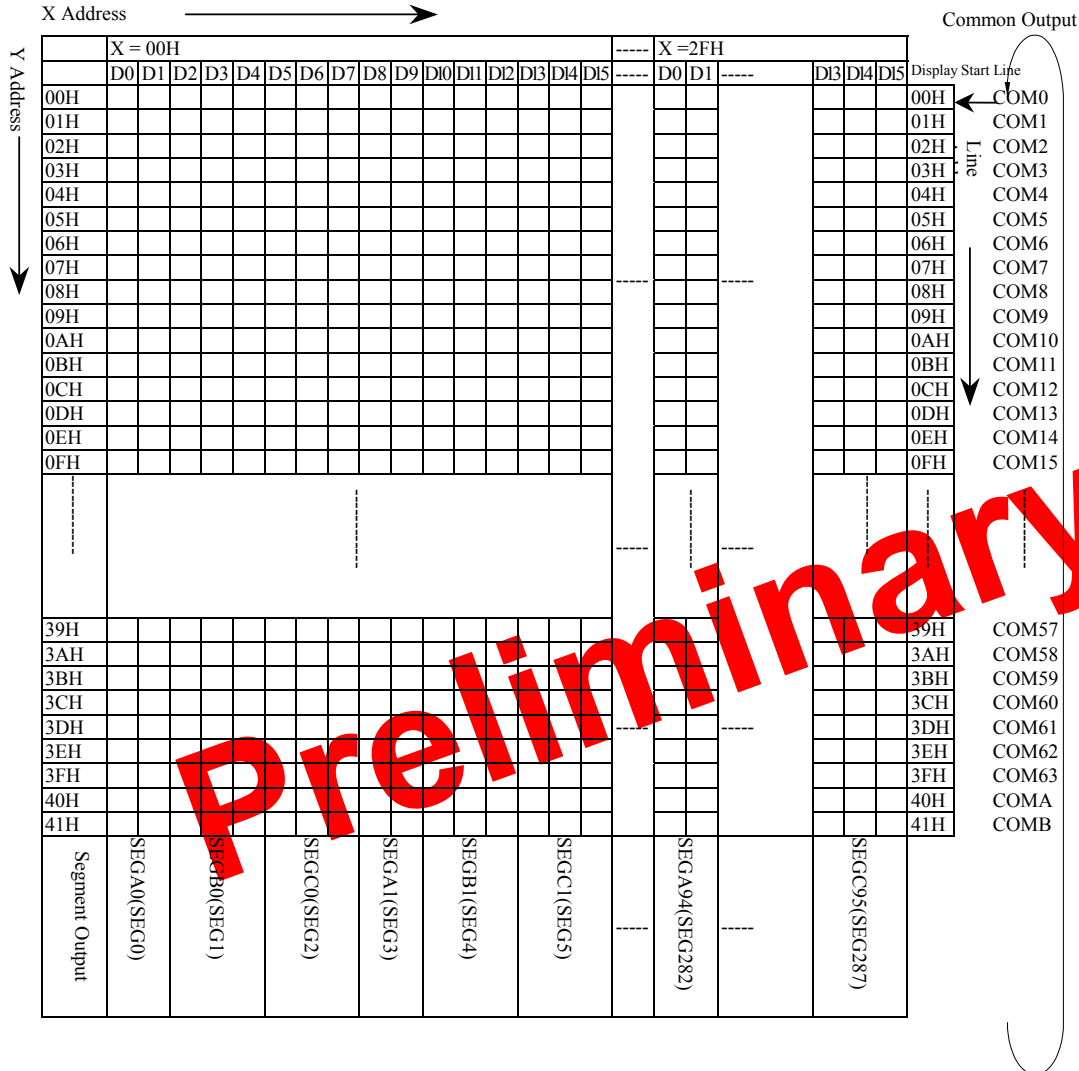 X Address
Common Output
Y Address
X = 00H ----- X =2FH
D0 D1 D2 D3 D4 D5 D6 D7 D8 D9 D10 D11 D12 D13 D14 D15 ----- D0 D1 ----- D13 D14 D15 Display Start Line
00H 00H COM0
01H 01H COM1
02H 02H COM2
Line
03H 03H COM3
04H 04H COM4
05H 05H COM5
06H 06H COM6
07H 07H COM7
----- -----
08H 08H COM8
09H 09H COM9
0AH 0AH COM10
0BH 0BH COM11
0CH 0CH COM12
0DH 0DH COM13
0EH 0EH COM14
0FH 0FH COM15
----- -----
Preliminary
39H 39H COM57
3AH 3AH COM58
3BH 3BH COM59
3CH 3CH COM60
3DH ----- ----- 3DH COM61
3EH 3EH COM62
3FH 3FH COM63
40H 40H COMA
41H 41H COMB
Segment Output
SEGA0(SEG0)
SEGB0(SEG1)
SEGC0(SEG2)
SEGA1(SEG3)
SEGB1(SEG4)
SEGC1(SEG5)
----- 
SEGA94(SEG282)
-----
SEGC95(SEG287)